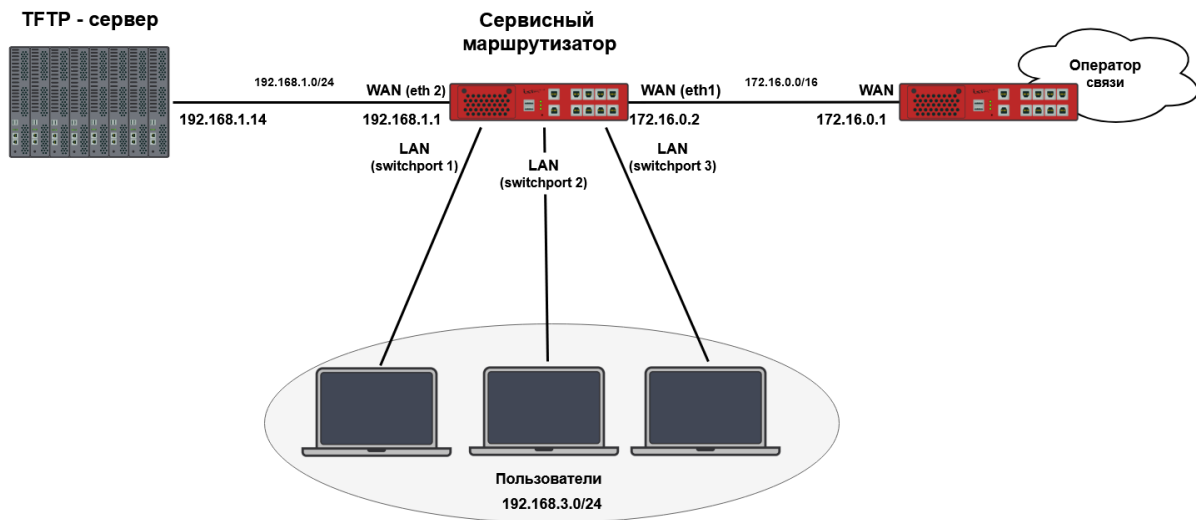 TFTP - сервер
Сервисный
маршрутизатор
Оператор
связи
192.168.1.0/24
WAN (eth 2)
WAN (eth1)
172.16.0.0/16
WAN
192.168.1.14
192.168.1.1
172.16.0.2
172.16.0.1
LAN
(switchport 1)
LAN
(switchport 2)
LAN
(switchport 3)
Пользователи
192.168.3.0/24